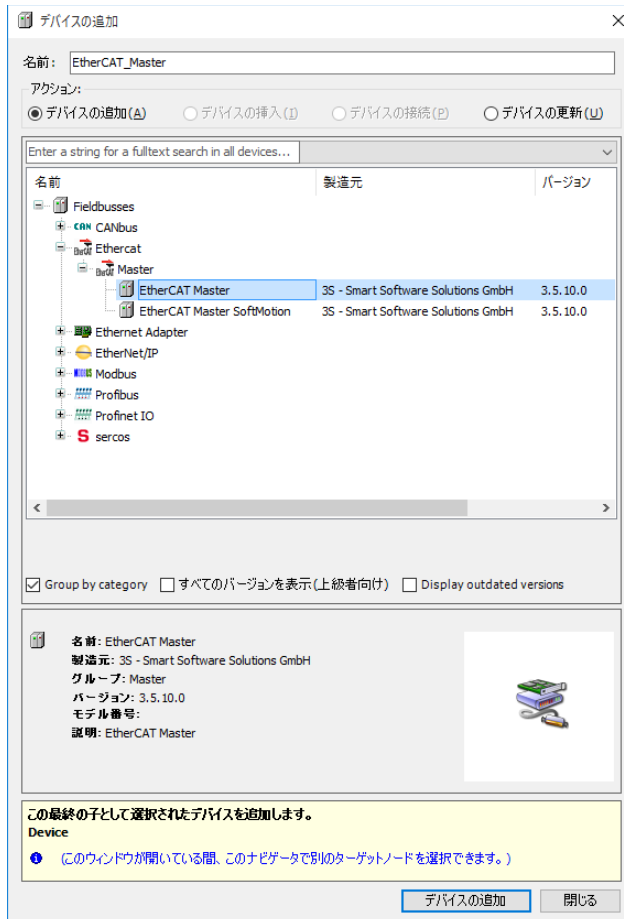 デバイスの追加
名前: EtherCAT_Master
アクション:
デバイスの追加(A) デバイスの挿入(I) デバイスの接続(P) デバイスの更新(U)
Enter a string for a fulltext search in all devices...
名前 製造元 バージョン
Fieldbusses
CAN CANbus
EtherCAT Ethercat
EtherCAT Master
EtherCAT Master 3S - Smart Software Solutions GmbH 3.5.10.0
EtherCAT Master SoftMotion 3S - Smart Software Solutions GmbH 3.5.10.0
Ethernet Adapter
EtherNet/IP
Modbus
Profibus
Profinet IO
S sercos
Group by category すべてのバージョンを表示(上級者向け) Display outdated versions
名前: EtherCAT Master
製造元: 3S - Smart Software Solutions GmbH
グループ: Master
バージョン: 3.5.10.0
モデル番号:
説明: EtherCAT Master
この最終の子として選択されたデバイスを追加します。
Device
(このウィンドウが開いている間、このナビゲータで別のターゲットノードを選択できます。)
デバイスの追加 閉じる